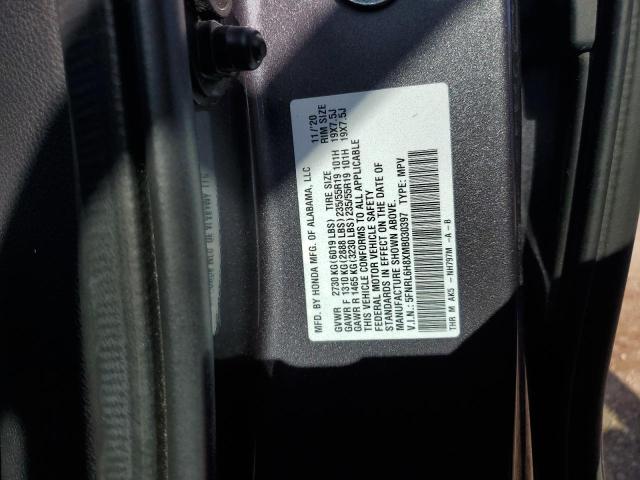 MFD. BY HONDA MFG. OF ALABAMA, LLC 11/'20
GVWR 2730 KG(6019 LBS) TIRE SIZE RIM SIZE
GAWR F 1310 KG(2888 LBS) 235/55R19 101H 19X7.5J
GAWR R 1465 KG(3230 LBS) 235/55R19 101H 19X7.5J
THIS VEHICLE CONFORMS TO ALL APPLICABLE
FEDERAL MOTOR VEHICLE SAFETY
STANDARDS IN EFFECT ON THE DATE OF
MANUFACTURE SHOWN ABOVE.
V.I.N.: 5FNRL6H8XMB030397 TYPE: MPV
THR M AK5 -NH797M -A -B